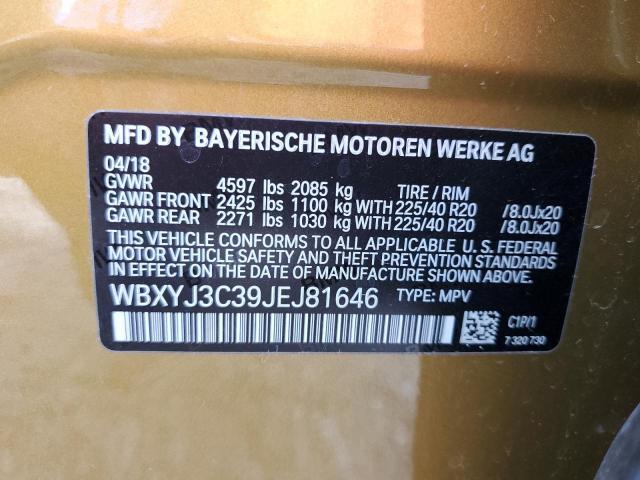 MFD BY BAYERISCHE MOTOREN WERKE AG
04/18
GVWR 4597 lbs 2085 kg TIRE / RIM
GAWR FRONT 2425 lbs 1100 kg WITH 225/40 R20 /8.0Jx20
GAWR REAR 2271 lbs 1030 kg WITH 225/40 R20 /8.0Jx20
THIS VEHICLE CONFORMS TO ALL APPLICABLE U. S. FEDERAL
MOTOR VEHICLE SAFETY AND THEFT PREVENTION STANDARDS
IN EFFECT ON THE DATE OF MANUFACTURE SHOWN ABOVE.
WBXYJ3C39JEJ81646 TYPE: MPV
C1P/1
7 320 730